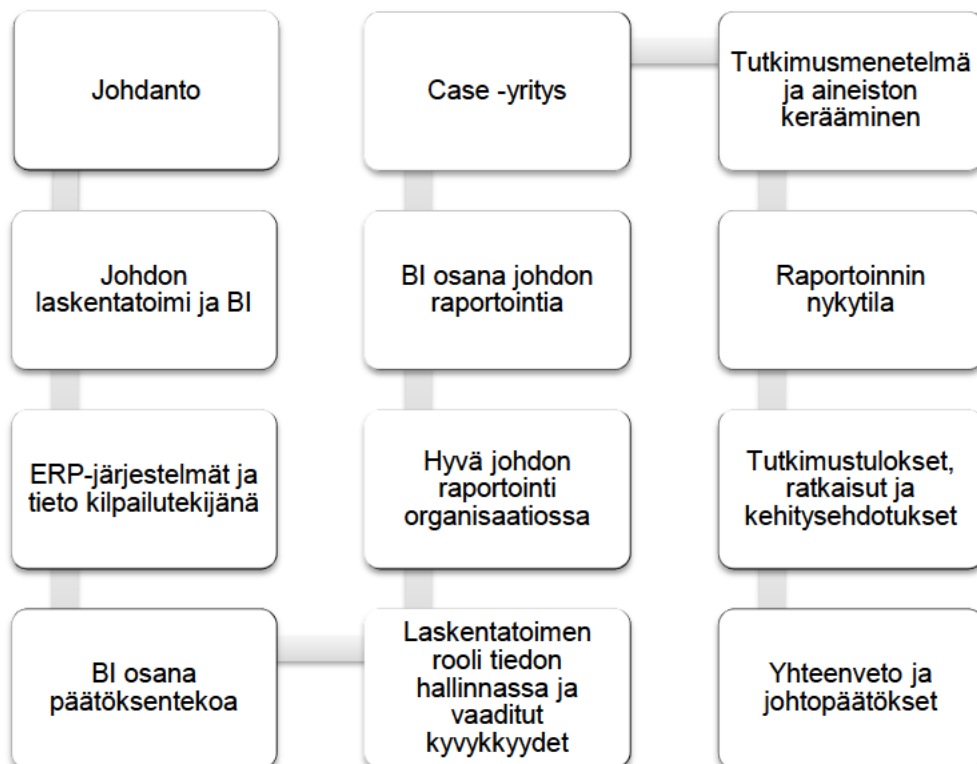 Johdanto
Johdon
laskentatoimi ja BI
ERP-järjestelmät ja
tieto kilpailutekijänä
BI osana
päätöksentekoa
Laskentatoimen
rooli tiedon
hallinnassa ja
vaaditut
kyvykkyydet
Hyvä johdon
raportointi
organisaatiossa
BI osana johdon
raportointia
Case -yritys
Tutkimusmenetelmä
ja aineiston
kerääminen
Raportoinnin
nykytila
Tutkimustulokset,
ratkaisut ja
kehitysehdotukset
Yhteenveto ja
johtopäätökset